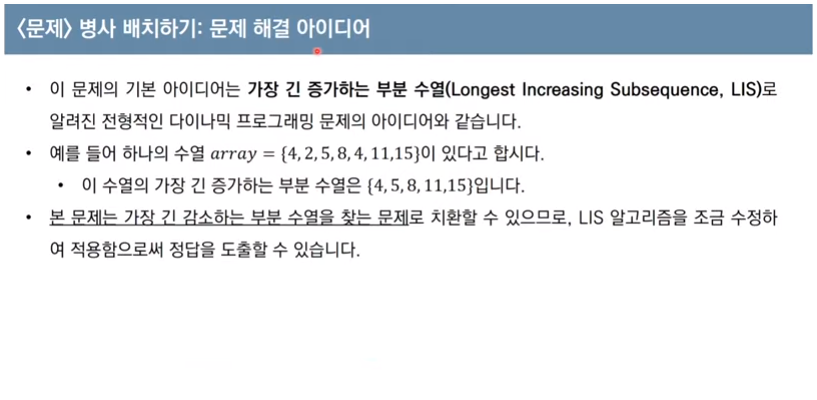 〈문제〉 병사 배치하기: 문제 해결 아이디어
• 이 문제의 기본 아이디어는 가장 긴 증가하는 부분 수열(Longest Increasing Subsequence, LIS)로
알려진 전형적인 다이나믹 프로그래밍 문제의 아이디어와 같습니다.
• 예를 들어 하나의 수열 array = {4, 2, 5, 8, 4, 11,15}이 있다고 합시다.
• 이 수열의 가장 긴 증가하는 부분 수열은 {4, 5, 8, 11,15}입니다.
• 본 문제는 가장 긴 감소하는 부분 수열을 찾는 문제로 치환할 수 있으므로, LIS 알고리즘을 조금 수정하
여 적용함으로써 정답을 도출할 수 있습니다.